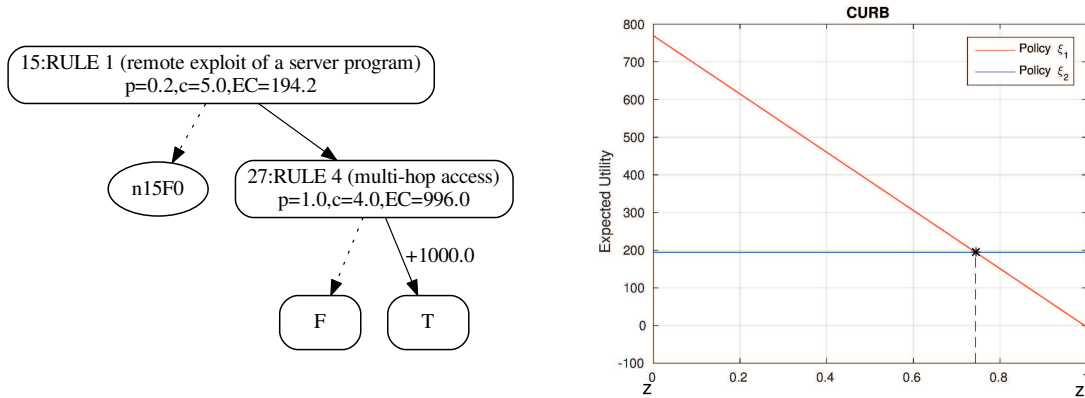 15:RULE 1 (remote exploit of a server program)
p=0.2,c=5.0,EC=194.2
n15F0
27:RULE 4 (multi-hop access)
p=1.0,c=4.0,EC=996.0
+1000.0
F
T
CURB
Policy ξ1
Policy ξ2
Expected Utility
800
700
600
500
400
300
200
100
0
-100
0
0.2
0.4
0.6
0.8
1
z
z